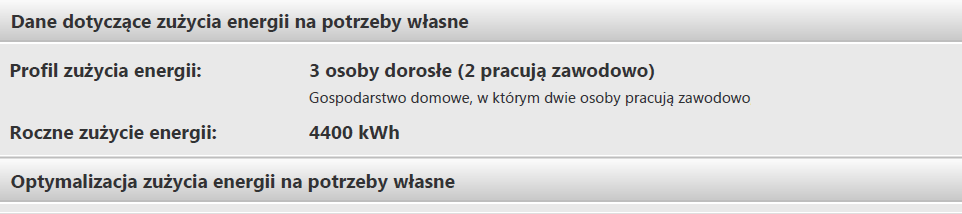 Dane dotyczące zużycia energii na potrzeby własne
Profil zużycia energii: 3 osoby dorosłe (2 pracują zawodowo)
Gospodarstwo domowe, w którym dwie osoby pracują zawodowo
Roczne zużycie energii: 4400 kWh
Optymalizacja zużycia energii na potrzeby własne